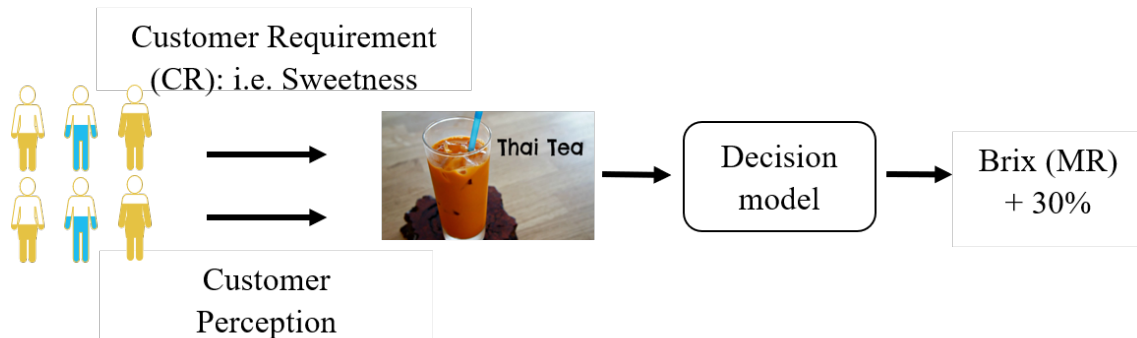 Customer Requirement
(CR): i.e. Sweetness
Thai Tea
Decision
model
Brix (MR)
+ 30%
Customer
Perception